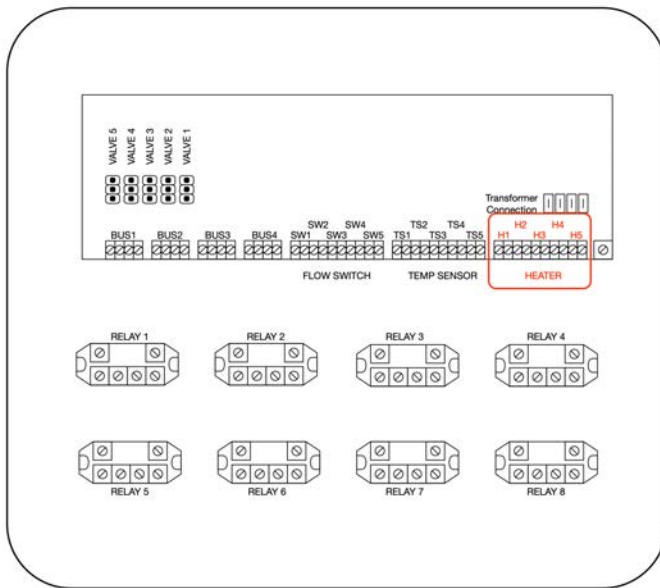 VALVE 5
VALVE 4
VALVE 3
VALVE 2
VALVE 1
Transformer
Connection
SW2 SW4 TS2 TS4 H2 H4
BUS1 BUS2 BUS3 BUS4 SW1 SW3 SW5 TS1 TS3 TS5 H1 H3 H5
FLOW SWITCH TEMP SENSOR HEATER
RELAY 1 RELAY 2 RELAY 3 RELAY 4
RELAY 5 RELAY 6 RELAY 7 RELAY 8